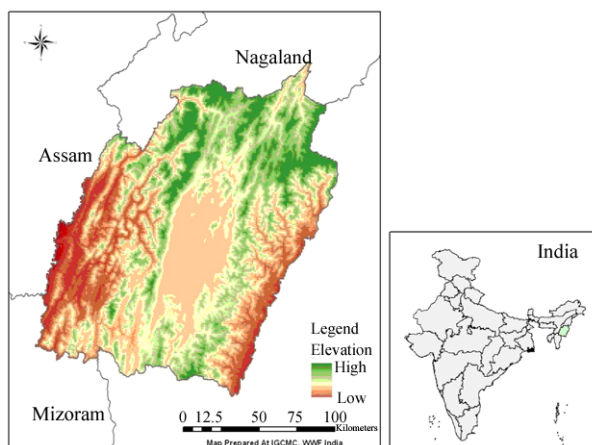 Nagaland
Assam
India
Legend
Elevation
High
Low
Mizoram
0 12.5 25 50 75 100
Kilometers
Map Prepared At IGCMC, WWF India